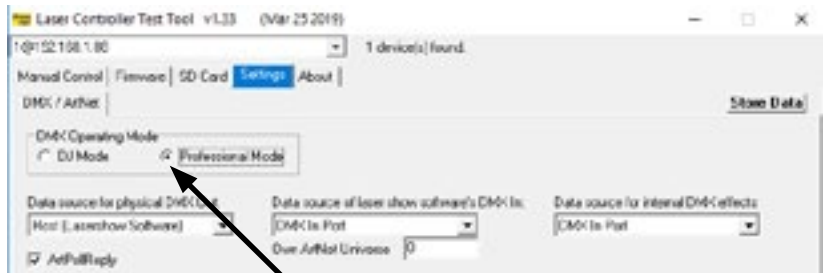 Laser Controller Test Tool v1.33 (Mar 25 2019)
1@192.168.1.86 1 device(s) found.
Manual Control Firmware SD Card Settings About
DMX / ArtNet Store Data
DMX Operating Mode
DJ Mode Professional Mode
Data source for physical DMX Out: Data source of laser show software's DMX In: Data source for internal DMX effects:
Host (Lasershow Software) DMX In Port DMX In Port
Own ArtNet Universe 0
ArtPollReply